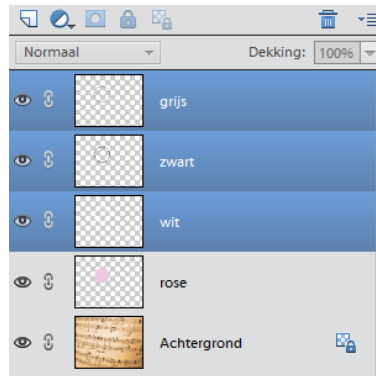 Normaal Dekking: 100%
grijs
zwart
wit
rose
Achtergrond